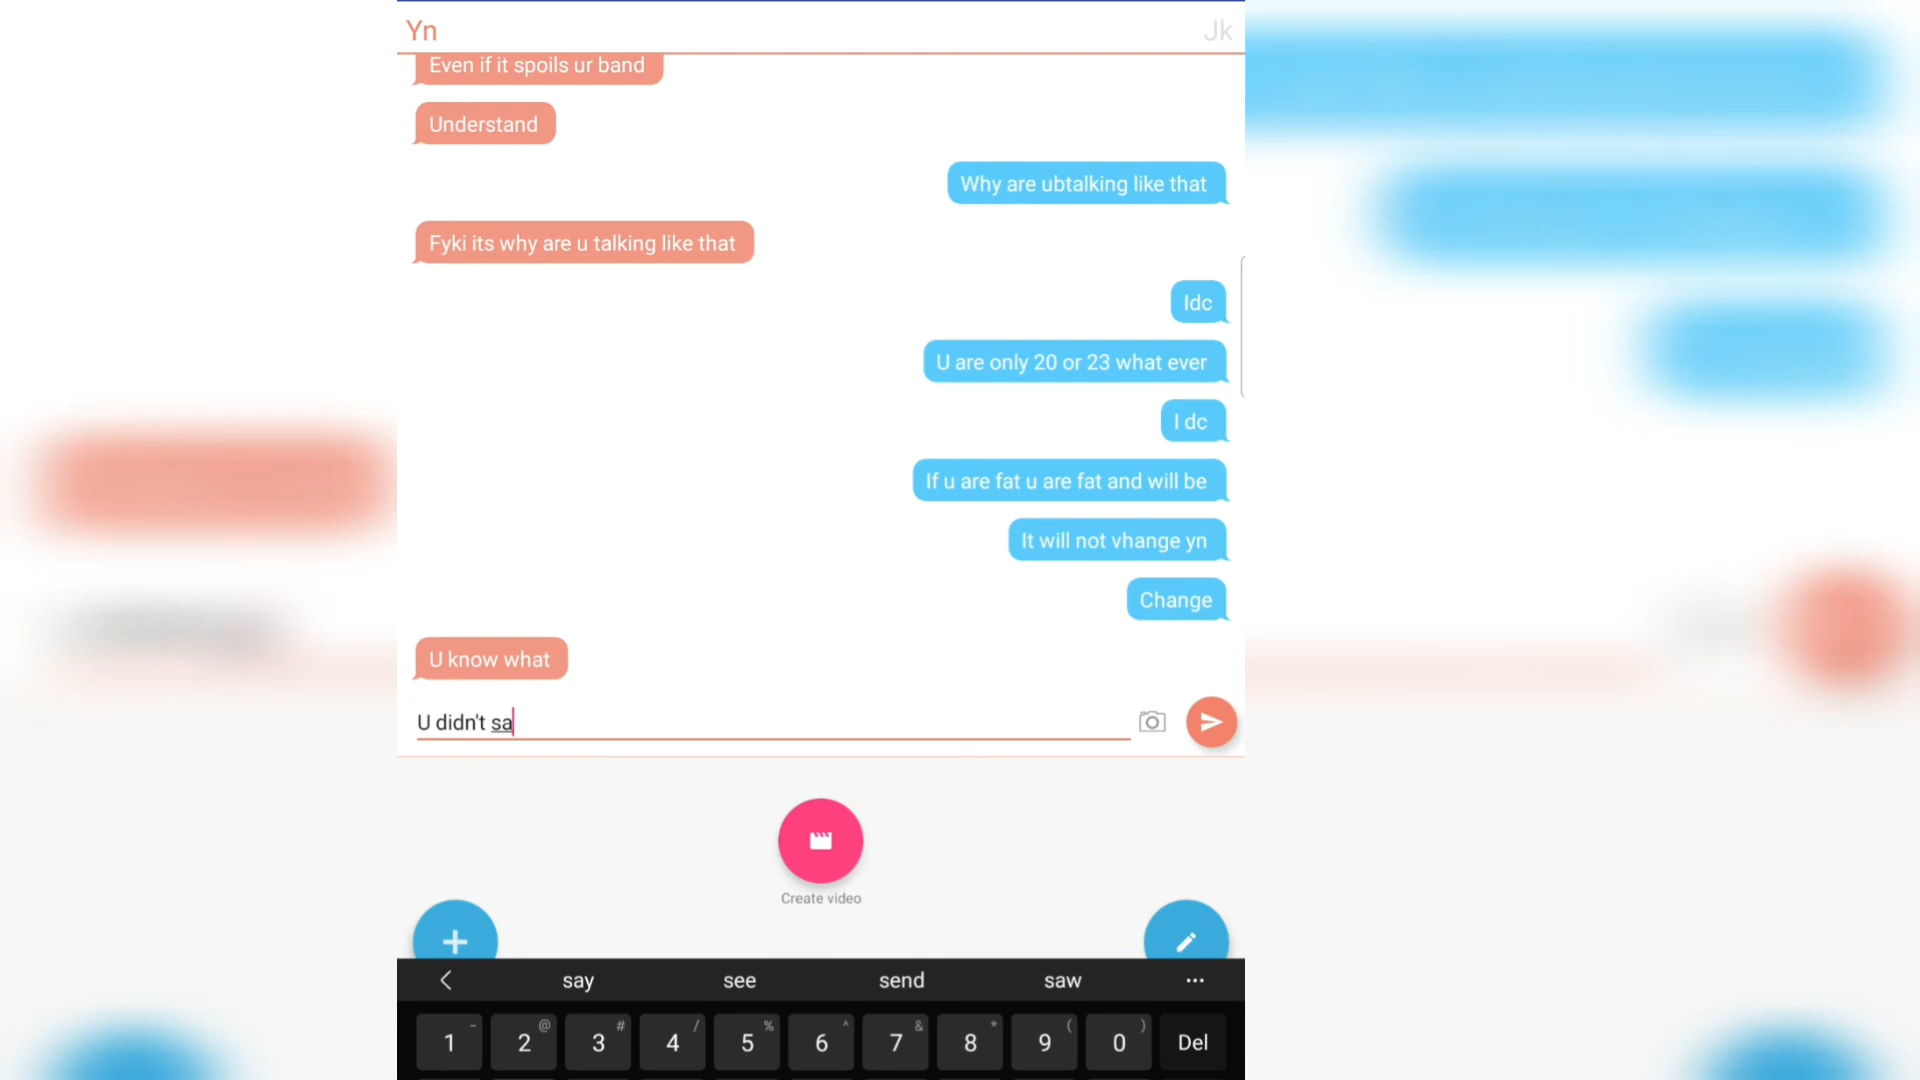 Yn
Jk
Even if it spoils ur band
Understand
Why are ubtalking like that
Fyki its why are u talking like that
Idc
U are only 20 or 23 what ever
I dc
If u are fat u are fat and will be
It will not vhange yn
Change
U know what
U didn't sa
Create video
say see send saw ...
- @ # / % ^ & * ( )
1 2 3 4 5 6 7 8 9 0 Del